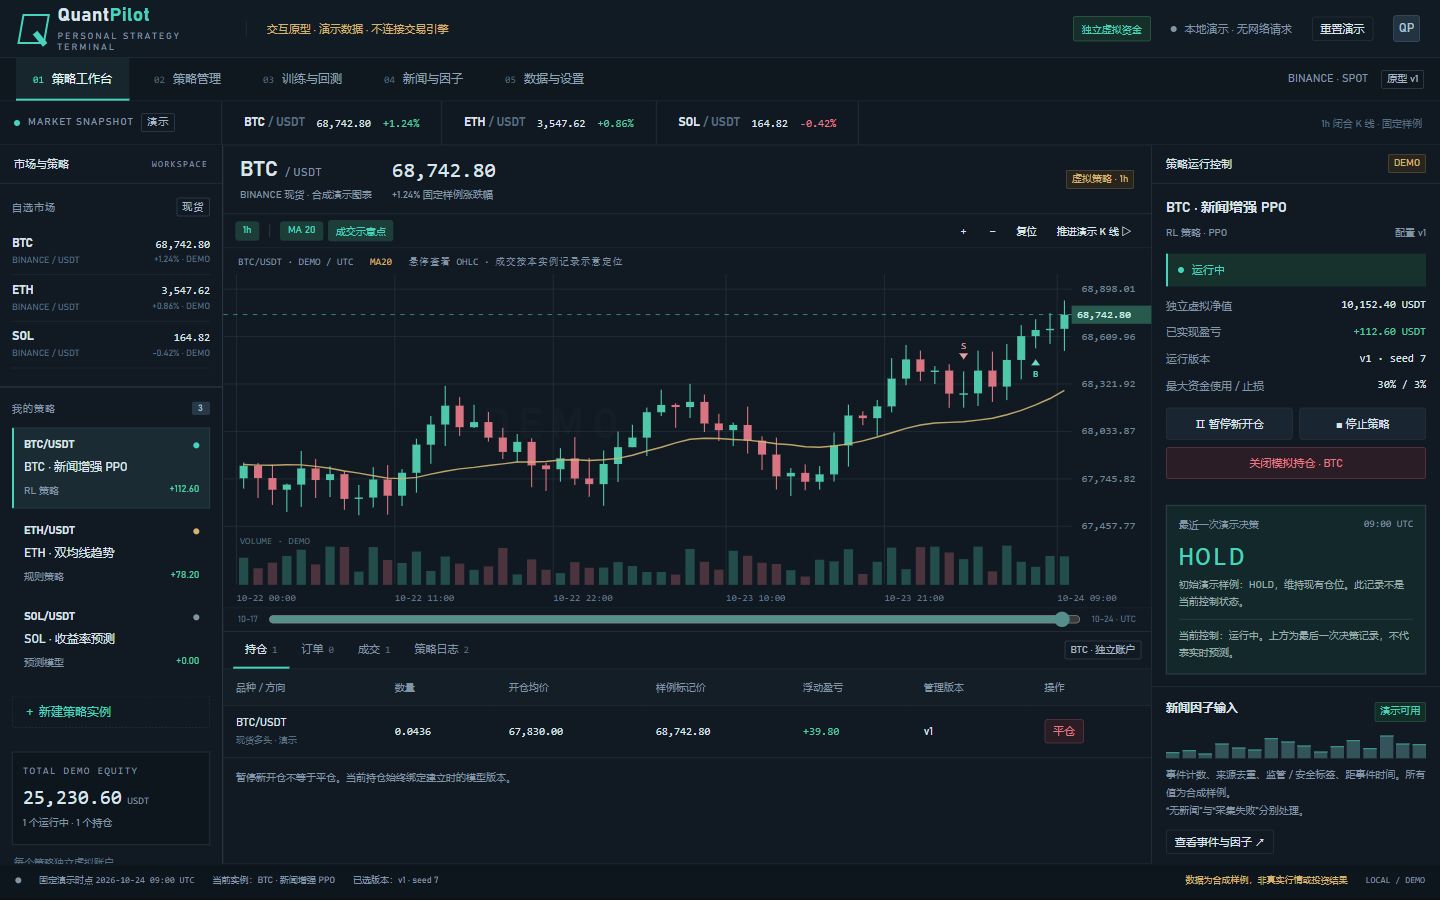 QuantPilot
PERSONAL STRATEGY
TERMINAL
交互原型 · 演示数据 · 不连接交易引擎
独立虚拟资金
本地演示 · 无网络请求
重置演示
QP
01 策略工作台
02 策略管理
03 训练与回测
04 新闻与因子
05 数据与设置
BINANCE · SPOT
原型 v1
MARKET SNAPSHOT 演示
BTC / USDT 68,742.80 +1.24%
ETH / USDT 3,547.62 +0.86%
SOL / USDT 164.82 -0.42%
1h 闭合 K 线 · 固定样例
市场与策略 WORKSPACE
自选市场 现货
BTC 68,742.80
BINANCE / USDT +1.24% · DEMO
ETH 3,547.62
BINANCE / USDT +0.86% · DEMO
SOL 164.82
BINANCE / USDT -0.42% · DEMO
我的策略 3
BTC/USDT
BTC · 新闻增强 PPO
RL 策略 +112.60
ETH/USDT
ETH · 双均线趋势
规则策略 +78.20
SOL/USDT
SOL · 收益率预测
预测模型 +0.00
+ 新建策略实例
TOTAL DEMO EQUITY
25,230.60 USDT
1 个运行中 · 1 个持仓
每个策略独立虚拟账户
BTC / USDT 68,742.80
BINANCE 现货 · 合成演示图表 +1.24% 固定样例涨跌幅
虚拟策略 · 1h
1h MA 20 成交示意点
+ − 复位 推进演示 K 线 ▷
BTC/USDT · DEMO / UTC MA20 悬停查看 OHLC · 成交按本实例记录示意定位
DEMO
68,898.01
68,742.80
68,609.96
68,321.92
68,033.87
67,745.82
67,457.77
S
B
VOLUME · DEMO
10-22 00:00 10-22 11:00 10-22 22:00 10-23 10:00 10-23 21:00 10-24 09:00
10-17 10-24 · UTC
持仓 1 订单 0 成交 1 策略日志 2
BTC · 独立账户
品种 / 方向 数量 开仓均价 样例标记价 浮动盈亏 管理版本 操作
BTC/USDT 0.0436 67,830.00 68,742.80 +39.80 v1 平仓
现货多头 · 演示
暂停新开仓不等于平仓。当前持仓始终绑定建立时的模型版本。
策略运行控制 DEMO
BTC · 新闻增强 PPO
RL 策略 · PPO 配置 v1
运行中
独立虚拟净值 10,152.40 USDT
已实现盈亏 +112.60 USDT
运行版本 v1 · seed 7
最大资金使用 / 止损 30% / 3%
II 暂停新开仓 ■ 停止策略
关闭模拟持仓 · BTC
最近一次演示决策 09:00 UTC
HOLD
初始演示样例：HOLD，维持现有仓位。此记录不是
当前控制状态。
当前控制：运行中。上方为最后一次决策记录，不代
表实时预测。
新闻因子输入 演示可用
事件计数、来源去重、监管 / 安全标签、距事件时间。所有
值为合成样例。
“无新闻”与“采集失败”分别处理。
查看事件与因子 ↗
固定演示时点 2026-10-24 09:00 UTC 当前实例：BTC · 新闻增强 PPO 已选版本：v1 · seed 7
数据为合成样例，非真实行情或投资结果 LOCAL / DEMO